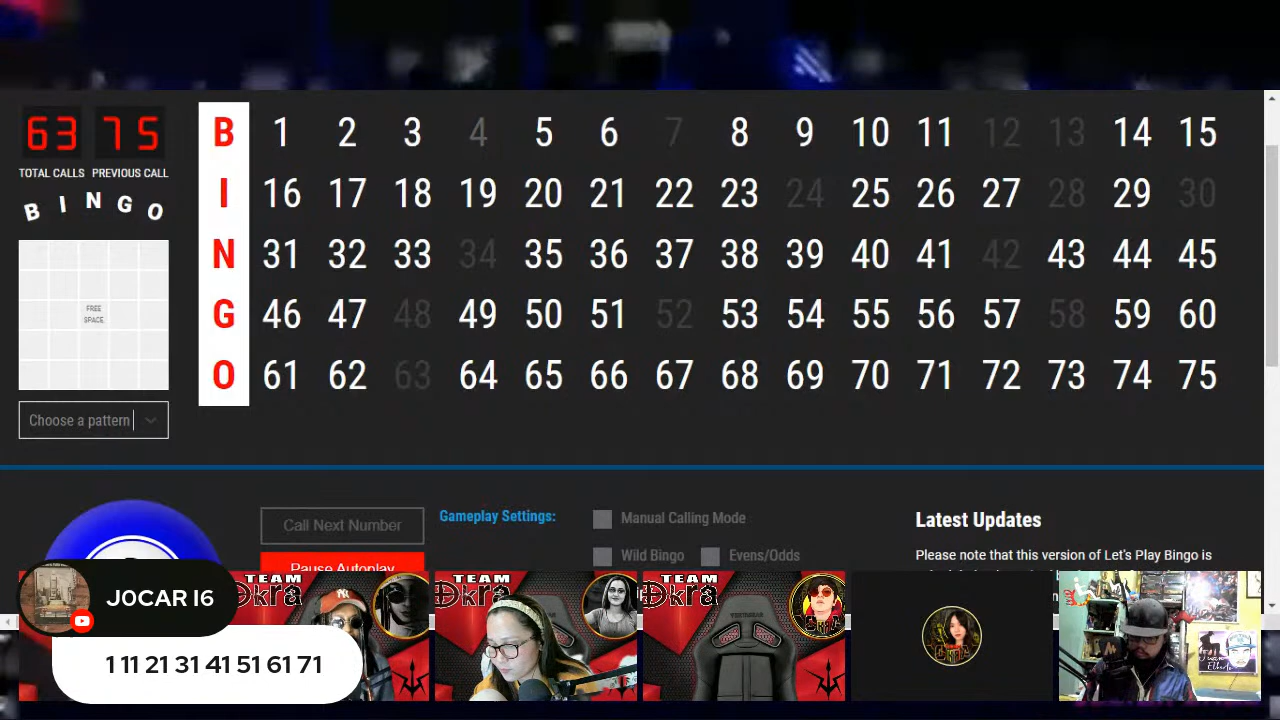 63 75
TOTAL CALLS PREVIOUS CALL
B I N G O
FREE
SPACE
Choose a pattern
B 1 2 3 4 5 6 7 8 9 10 11 12 13 14 15
I 16 17 18 19 20 21 22 23 24 25 26 27 28 29 30
N 31 32 33 34 35 36 37 38 39 40 41 42 43 44 45
G 46 47 48 49 50 51 52 53 54 55 56 57 58 59 60
O 61 62 63 64 65 66 67 68 69 70 71 72 73 74 75
Call Next Number
Pause Autoplay
Gameplay Settings:
Manual Calling Mode
Wild Bingo Evens/Odds
Latest Updates
Please note that this version of Let's Play Bingo is
J0CAR I6
1 11 21 31 41 51 61 71
TEAM
TEAM
TEAM